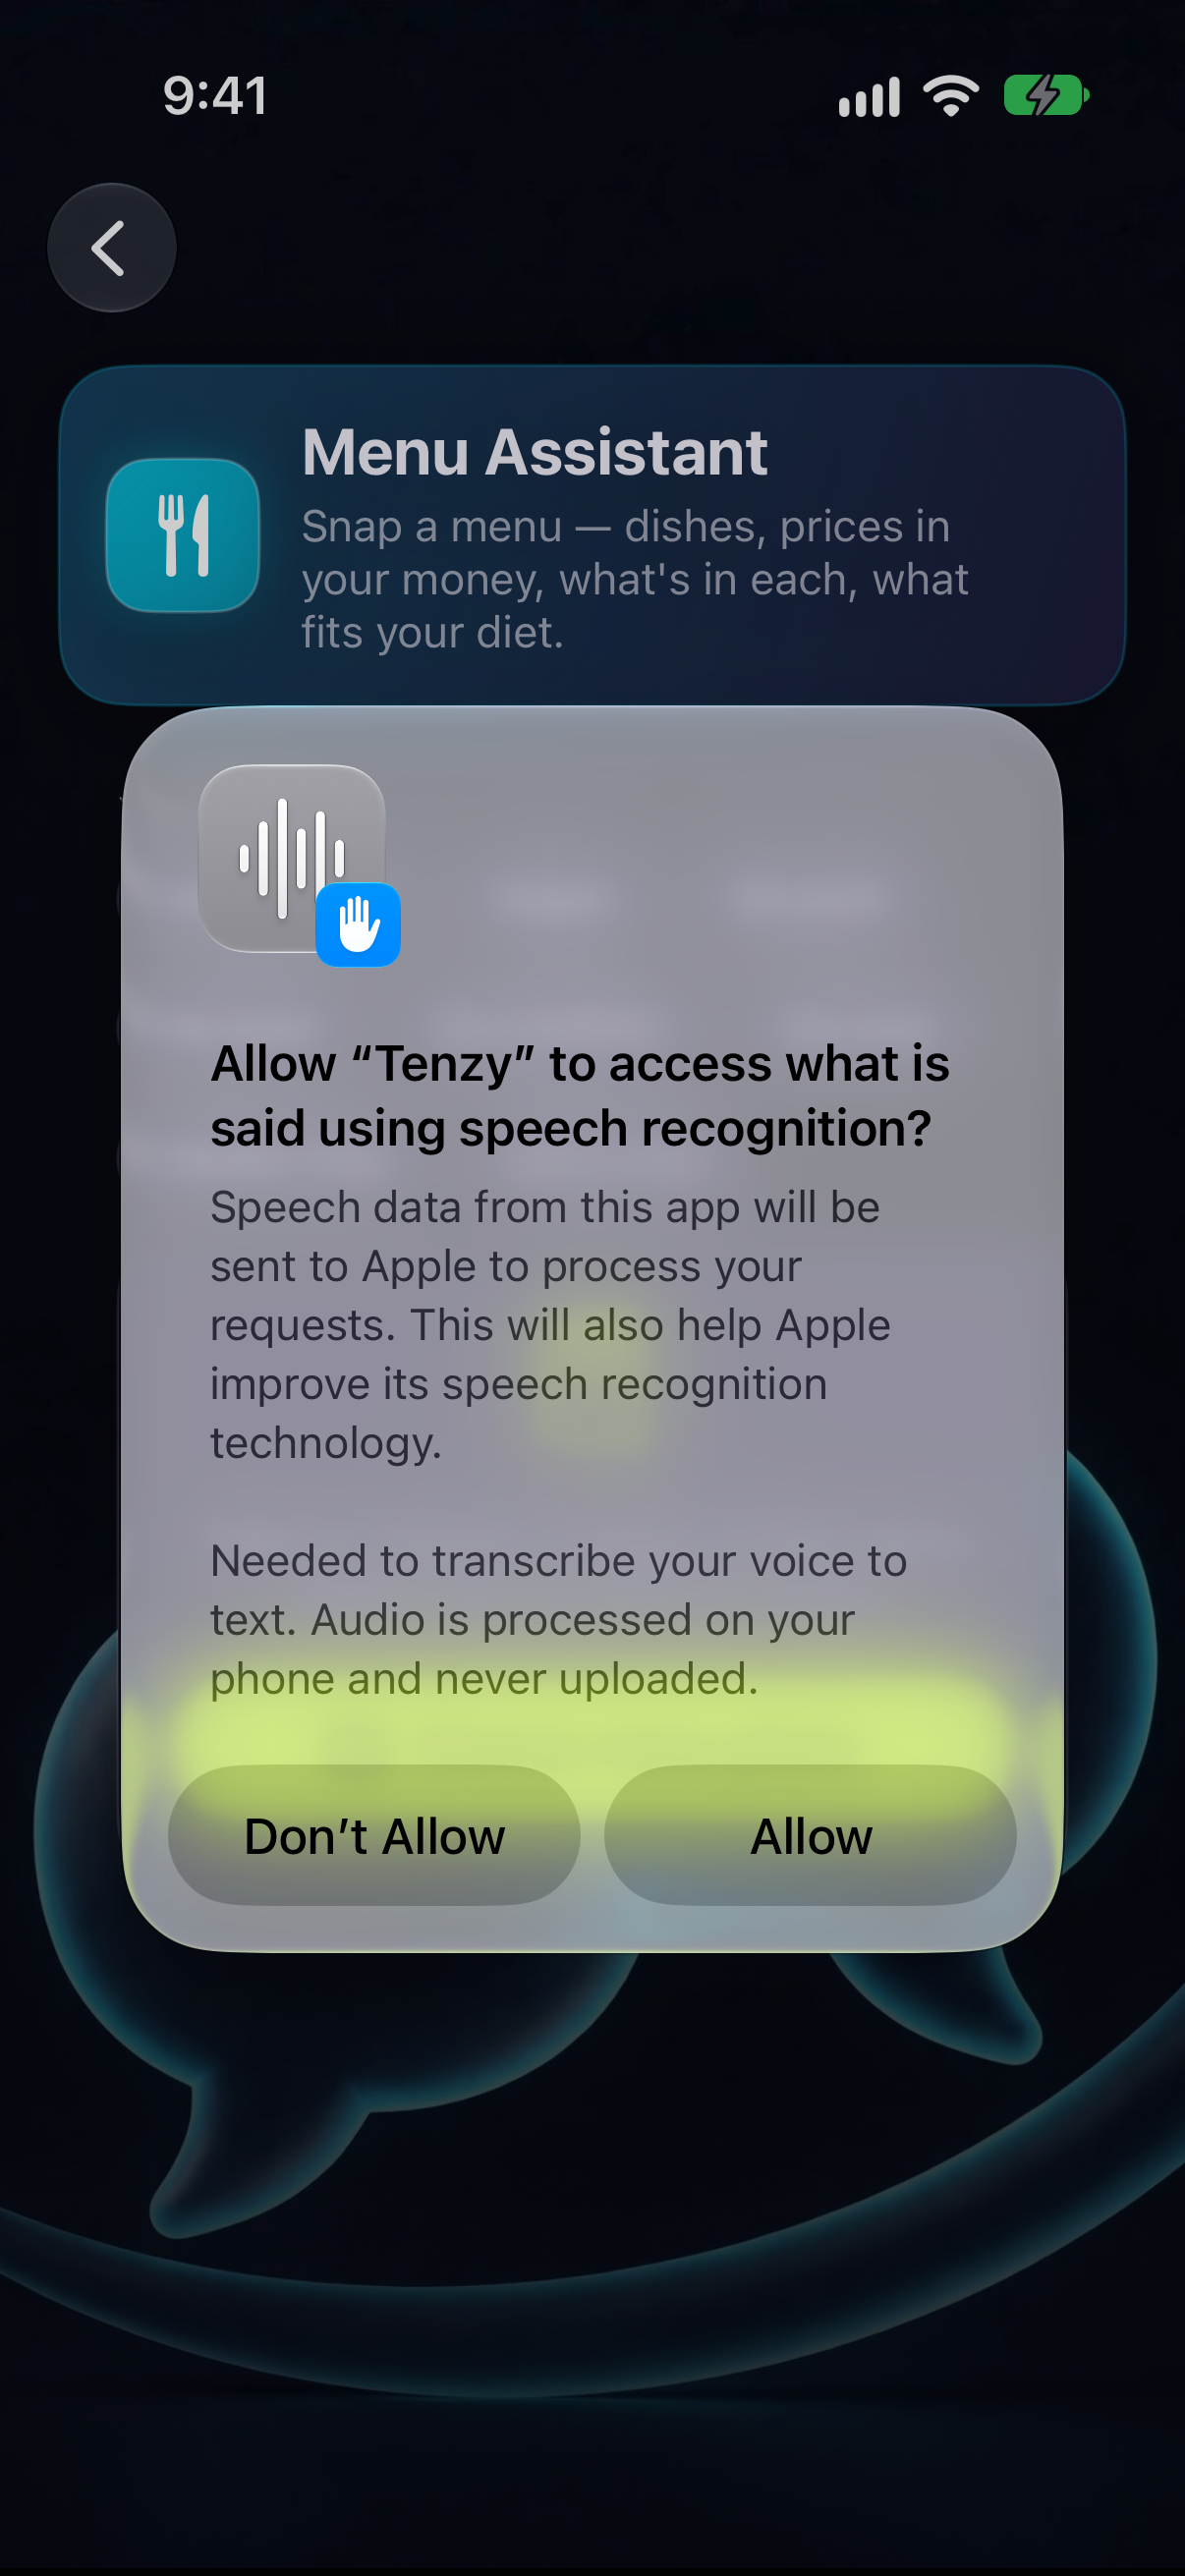 9:41
Menu Assistant
Snap a menu — dishes, prices in
your money, what's in each, what
fits your diet.
Allow “Tenzy” to access what is
said using speech recognition?
Speech data from this app will be
sent to Apple to process your
requests. This will also help Apple
improve its speech recognition
technology.
Needed to transcribe your voice to
text. Audio is processed on your
phone and never uploaded.
Don’t Allow
Allow